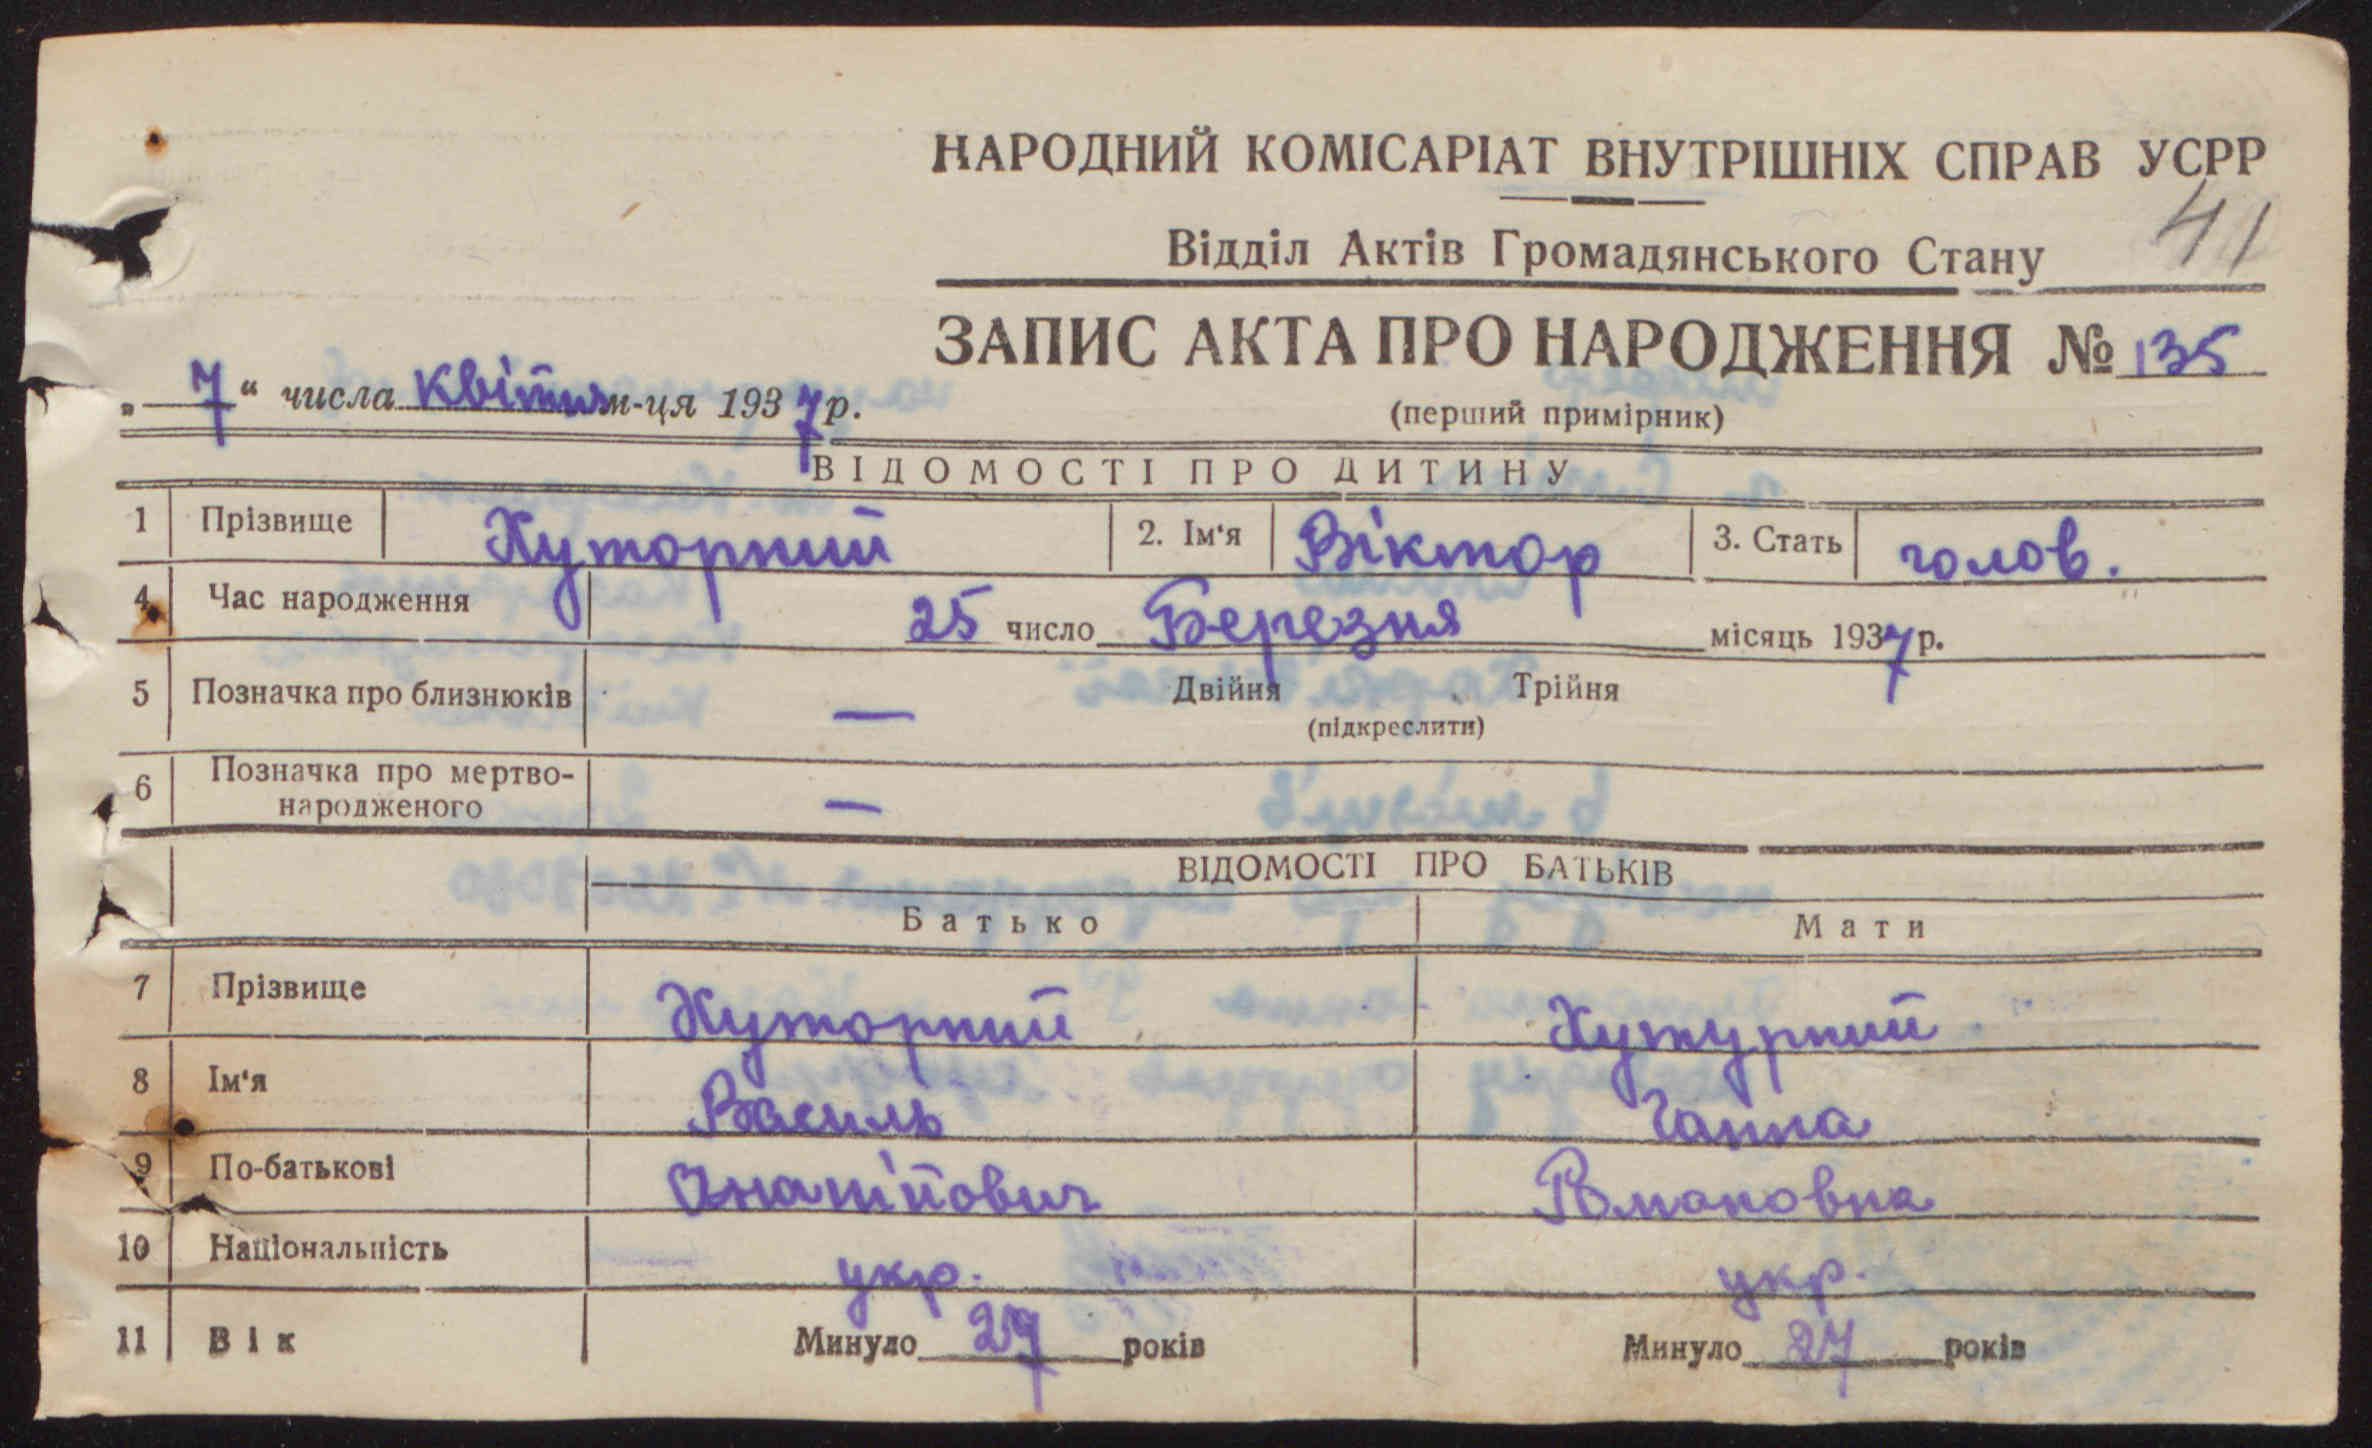 НАРОДНИЙ КОМІСАРІАТ ВНУТРІШНІХ СПРАВ УСРР
41
Відділ Актів Громадянського Стану
ЗАПИС АКТА ПРО НАРОДЖЕННЯ № 135
„ 7 “ числа Квітня м-ця 1937 р.
(перший примірник)
ВІДОМОСТІ ПРО ДИТИНУ
1 Прізвище Хуторний 2. Ім'я Віктор 3. Стать чолов.
4 Час народження 25 число Березня місяць 1937 р.
5 Позначка про близнюків — Двійня Трійня
(підкреслити)
6 Позначка про мертво-
народженого —
ВІДОМОСТІ ПРО БАТЬКІВ
Батько Мати
7 Прізвище Хуторний Хутурний
8 Ім'я Василь Ганна
9 По-батькові Романовна
10 Національність укр. укр.
11 Вік Минуло років Минуло 27 років